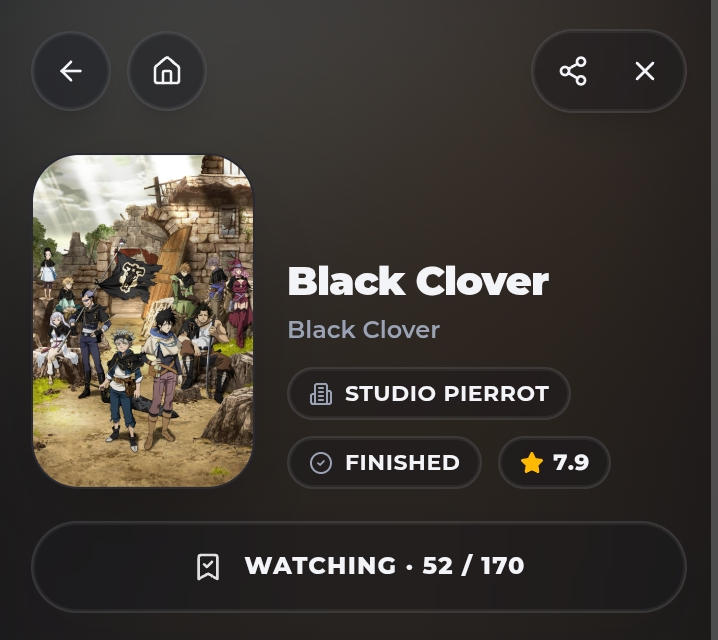 Black Clover
Black Clover
STUDIO PIERROT
FINISHED
7.9
WATCHING • 52 / 170